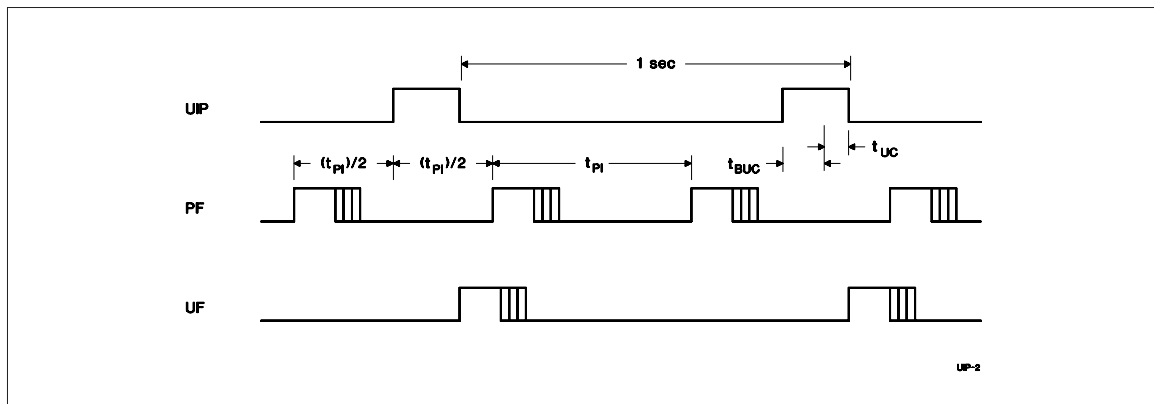 1 sec
UIP
tUC
(tPI)/2 (tPI)/2 tPI tBUC
PF
UF
UIP-2